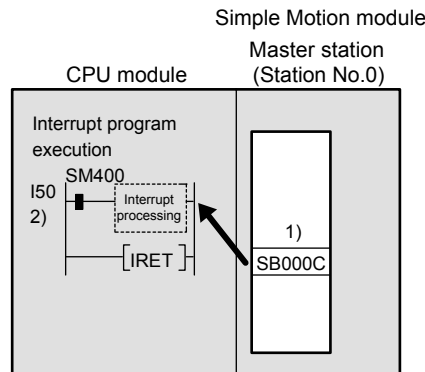 Simple Motion module
Master station
CPU module
(Station No.0)
Interrupt program
execution
SM400
I50
2)
Interrupt
processing
IRET
1)
SB000C